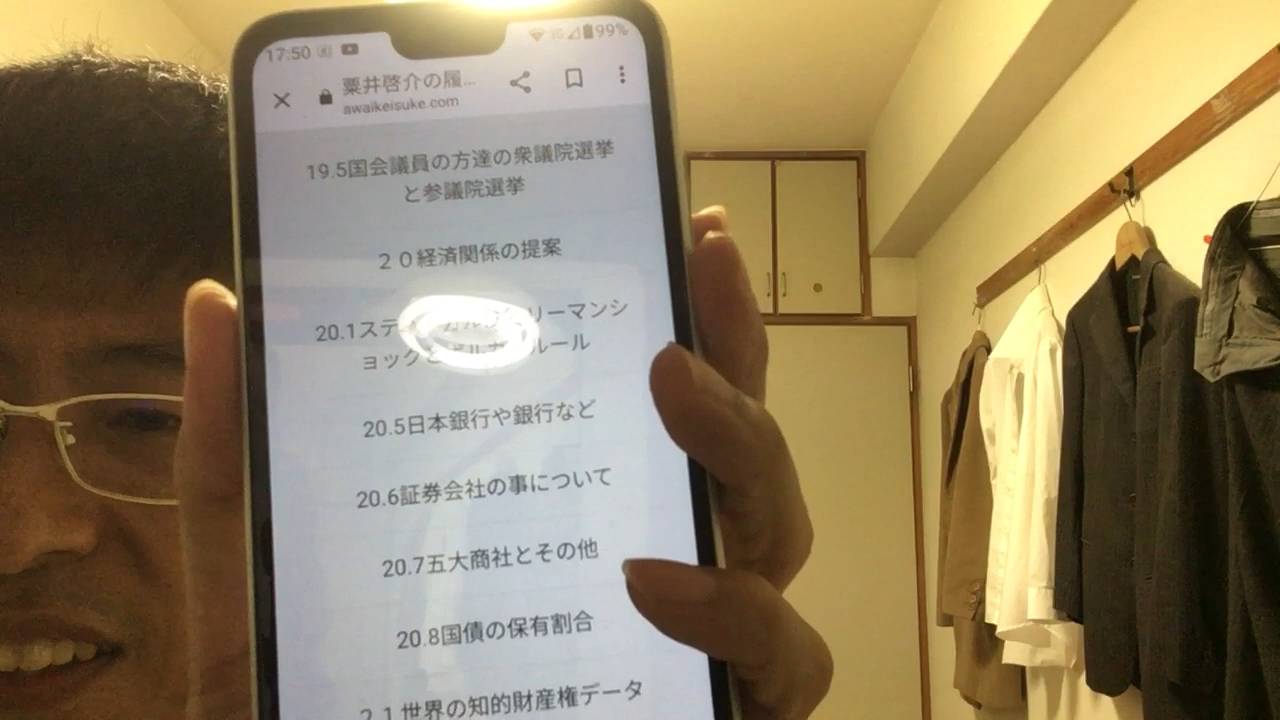 17:50
99%
粟井啓介の履...
awaikeisuke.com
19.5国会議員の方達の衆議院選挙
と参議院選挙
２０経済関係の提案
20.1ステ リーマンシ
ョックと ルール
20.5日本銀行や銀行など
20.6証券会社の事について
20.7五大商社とその他
20.8国債の保有割合
2.1世界の知的財産権データ